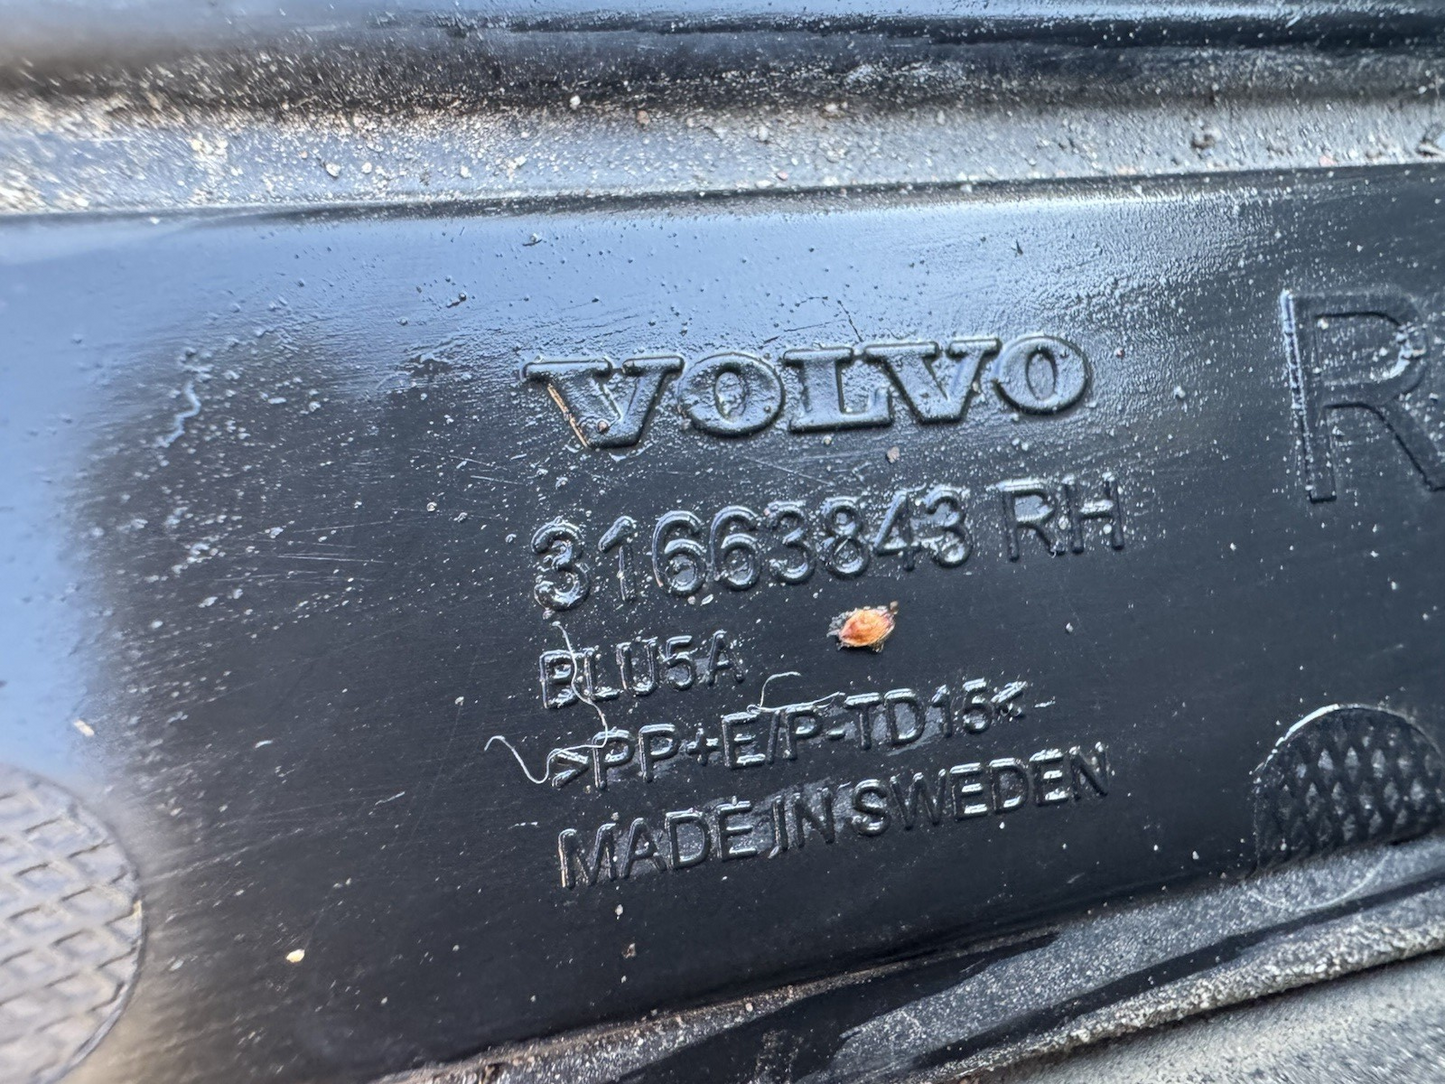 VOLVO
31663843 RH
BLU5A
>PP+E/P-TD15<
MADE IN SWEDEN
R